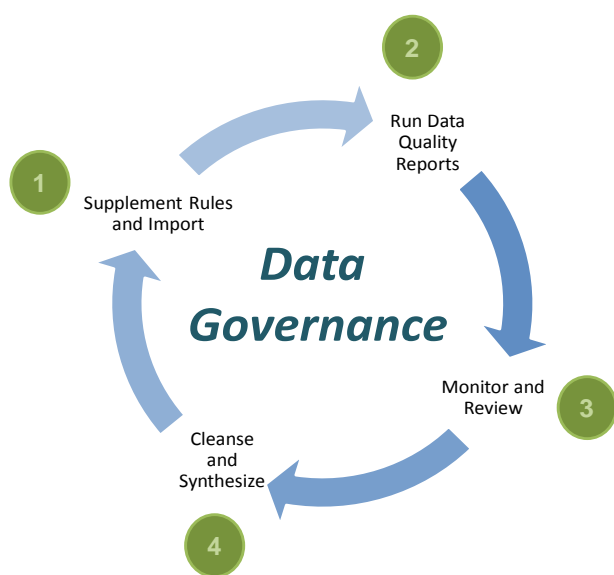 1
Supplement Rules
and Import
2
Run Data
Quality
Reports
Data
Governance
Monitor and
Review
3
Cleanse
and
Synthesize
4